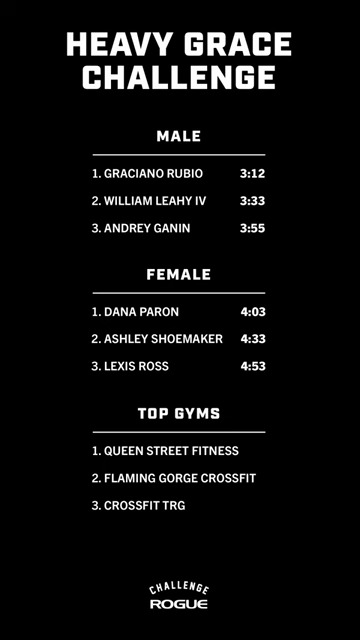 HEAVY GRACE
CHALLENGE
MALE
1. GRACIANO RUBIO 3:12
2. WILLIAM LEAHY IV 3:33
3. ANDREY GANIN 3:55
FEMALE
1. DANA PARON 4:03
2. ASHLEY SHOEMAKER 4:33
3. LEXIS ROSS 4:53
TOP GYMS
1. QUEEN STREET FITNESS
2. FLAMING GORGE CROSSFIT
3. CROSSFIT TRG
CHALLENGE
ROGUE